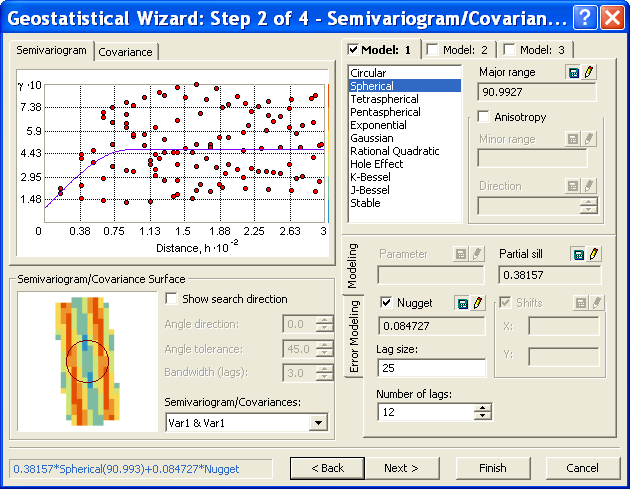 Geostatistical Wizard: Step 2 of 4 - Semivariogram/Covarian...
Semivariogram
Covariance
γ·10
7.38
5.9
4.43
2.95
1.48
0
0.38
0.75
1.13
1.5
1.88
2.25
2.63
3
Distance, h·10⁻²
Model: 1
Model: 2
Model: 3
Circular
Spherical
Tetraspherical
Pentaspherical
Exponential
Gaussian
Rational Quadratic
Hole Effect
K-Bessel
J-Bessel
Stable
Major range
90.9927
Anisotropy
Minor range
Direction
Semivariogram/Covariance Surface
Show search direction
Angle direction:
0.0
Angle tolerance:
45.0
Bandwidth (lags):
3.0
Semivariogram/Covariances:
Var1 & Var1
Modeling
Error Modeling
Parameter
Partial sill
0.38157
Nugget
0.084727
Shifts
X:
Y:
Lag size:
25
Number of lags:
12
0.38157*Spherical(90.993)+0.084727*Nugget
< Back
Next >
Finish
Cancel